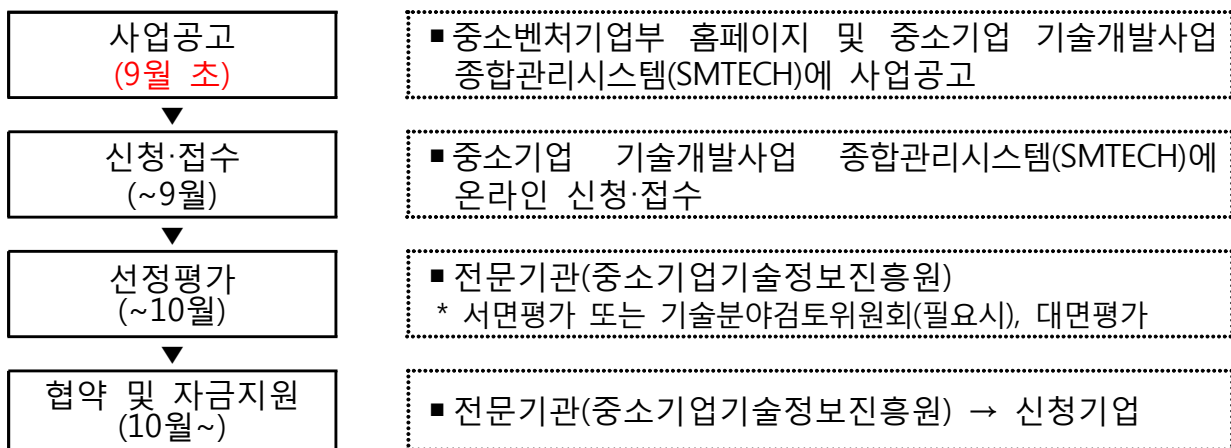 사업공고
(9월 초)
■ 중소벤처기업부 홈페이지 및 중소기업 기술개발사업
종합관리시스템(SMTECH)에 사업공고
▼
신청·접수
(~9월)
■ 중소기업 기술개발사업 종합관리시스템(SMTECH)에
온라인 신청·접수
▼
선정평가
(~10월)
■ 전문기관(중소기업기술정보진흥원)
* 서면평가 또는 기술분야검토위원회(필요시), 대면평가
▼
협약 및 자금지원
(10월~)
■ 전문기관(중소기업기술정보진흥원) → 신청기업